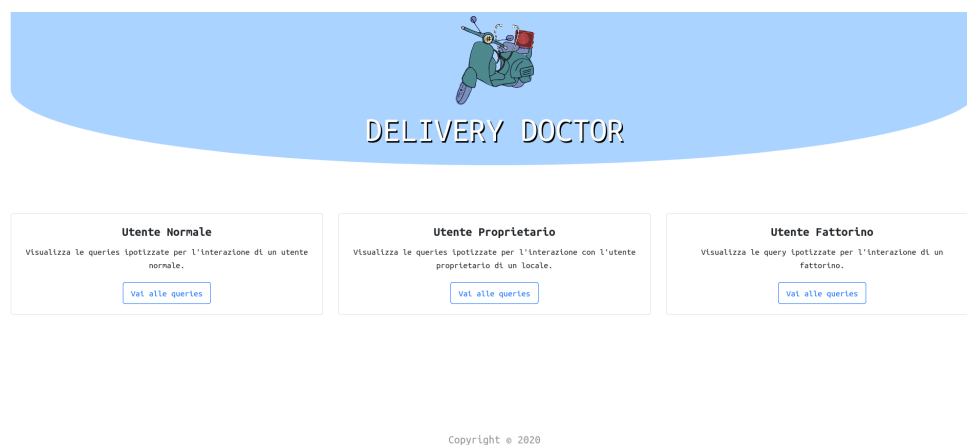 DELIVERY DOCTOR
Utente Normale
Visualizza le queries ipotizzate per l'interazione di un utente
normale.
Vai alle queries
Utente Proprietario
Visualizza le queries ipotizzate per l'interazione con l'utente
proprietario di un locale.
Vai alle queries
Utente Fattorino
Visualizza le query ipotizzate per l'interazione di un
fattorino.
Vai alle queries
Copyright © 2020